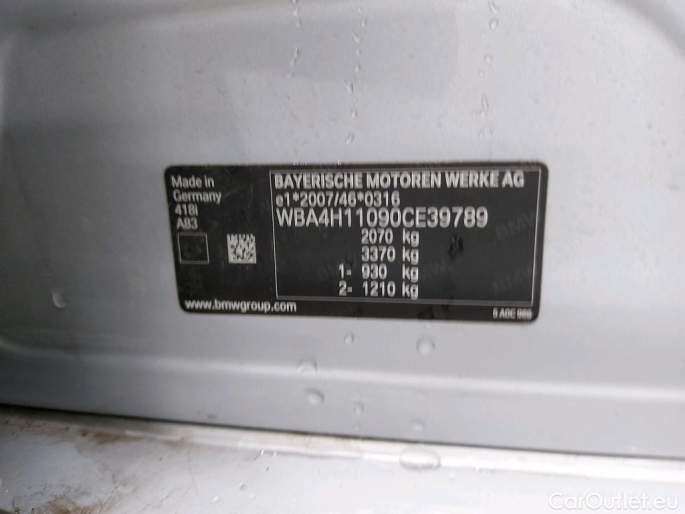 Made in
Germany
418i
A83
www.bmwgroup.com
BAYERISCHE MOTOREN WERKE AG
e1*2007/46*0316
WBA4H11090CE39789
2070 kg
3370 kg
1- 930 kg
2- 1210 kg
CarOutlet.eu